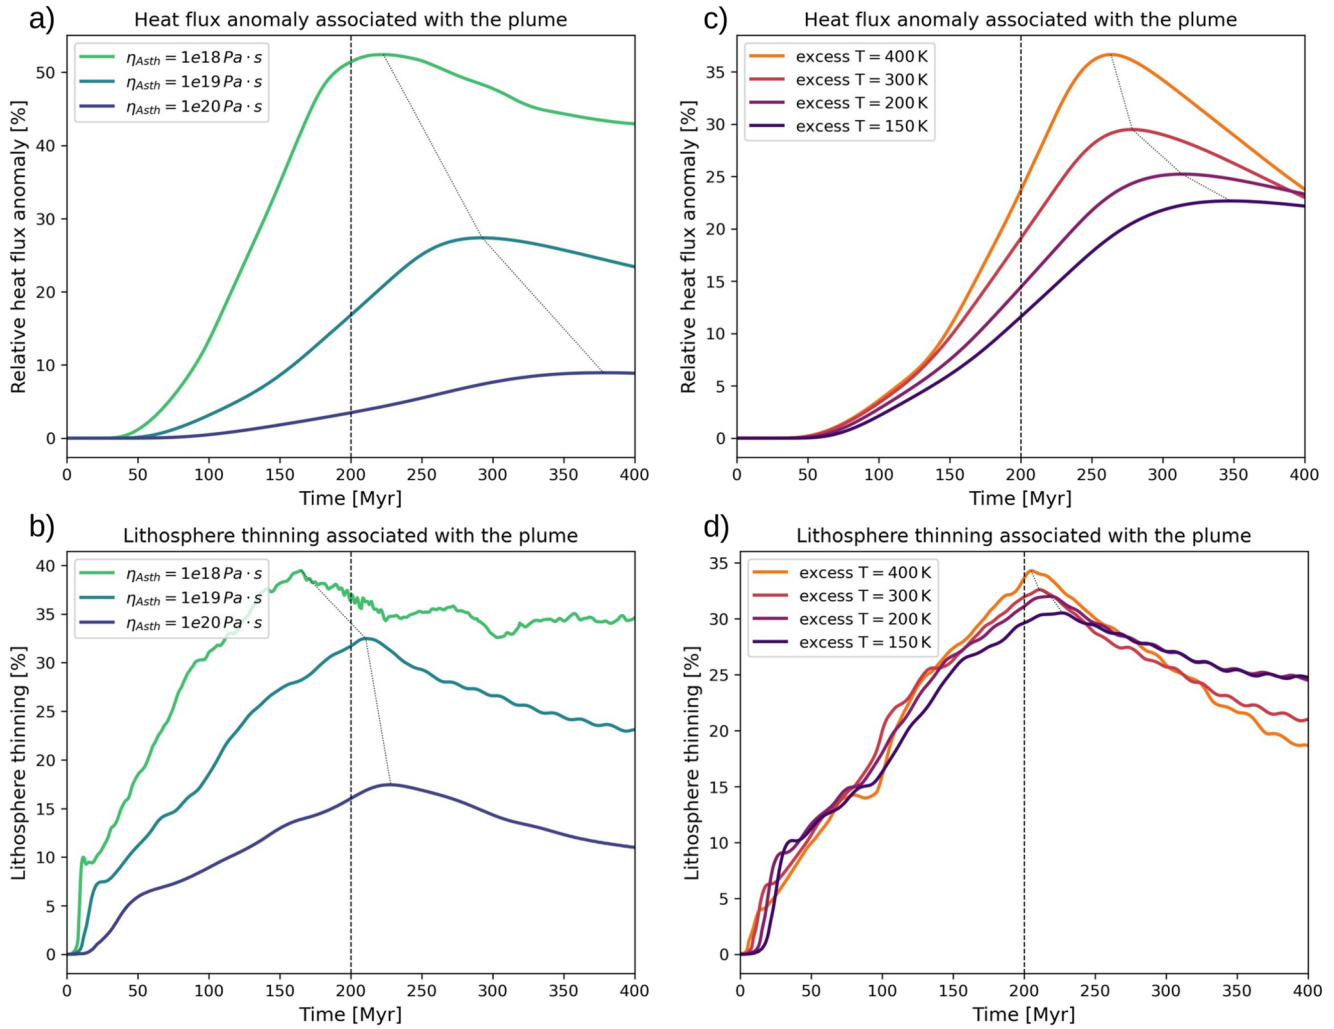 a)
Heat flux anomaly associated with the plume
η_Asth = 1e18 Pa · s
η_Asth = 1e19 Pa · s
η_Asth = 1e20 Pa · s
Relative heat flux anomaly [%]
50
40
30
20
10
0
0 50 100 150 200 250 300 350 400
Time [Myr]
c)
Heat flux anomaly associated with the plume
excess T = 400 K
excess T = 300 K
excess T = 200 K
excess T = 150 K
Relative heat flux anomaly [%]
35
30
25
20
15
10
5
0
0 50 100 150 200 250 300 350 400
Time [Myr]
b)
Lithosphere thinning associated with the plume
η_Asth = 1e18 Pa · s
η_Asth = 1e19 Pa · s
η_Asth = 1e20 Pa · s
Lithosphere thinning [%]
40
35
30
25
20
15
10
5
0
0 50 100 150 200 250 300 350 400
Time [Myr]
d)
Lithosphere thinning associated with the plume
excess T = 400 K
excess T = 300 K
excess T = 200 K
excess T = 150 K
Lithosphere thinning [%]
35
30
25
20
15
10
5
0
0 50 100 150 200 250 300 350 400
Time [Myr]